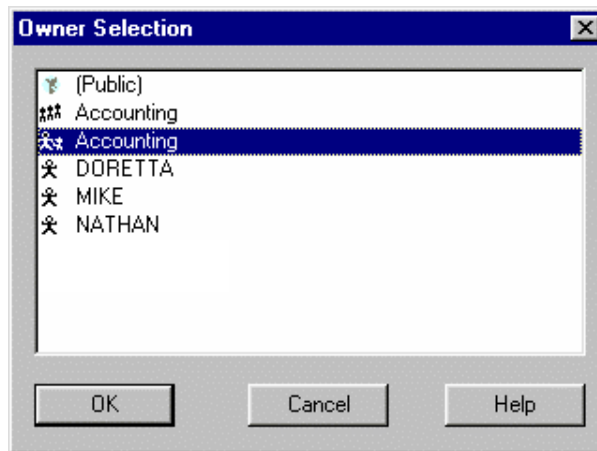 Owner Selection
(Public)
Accounting
Accounting
DORETTA
MIKE
NATHAN
OK Cancel Help